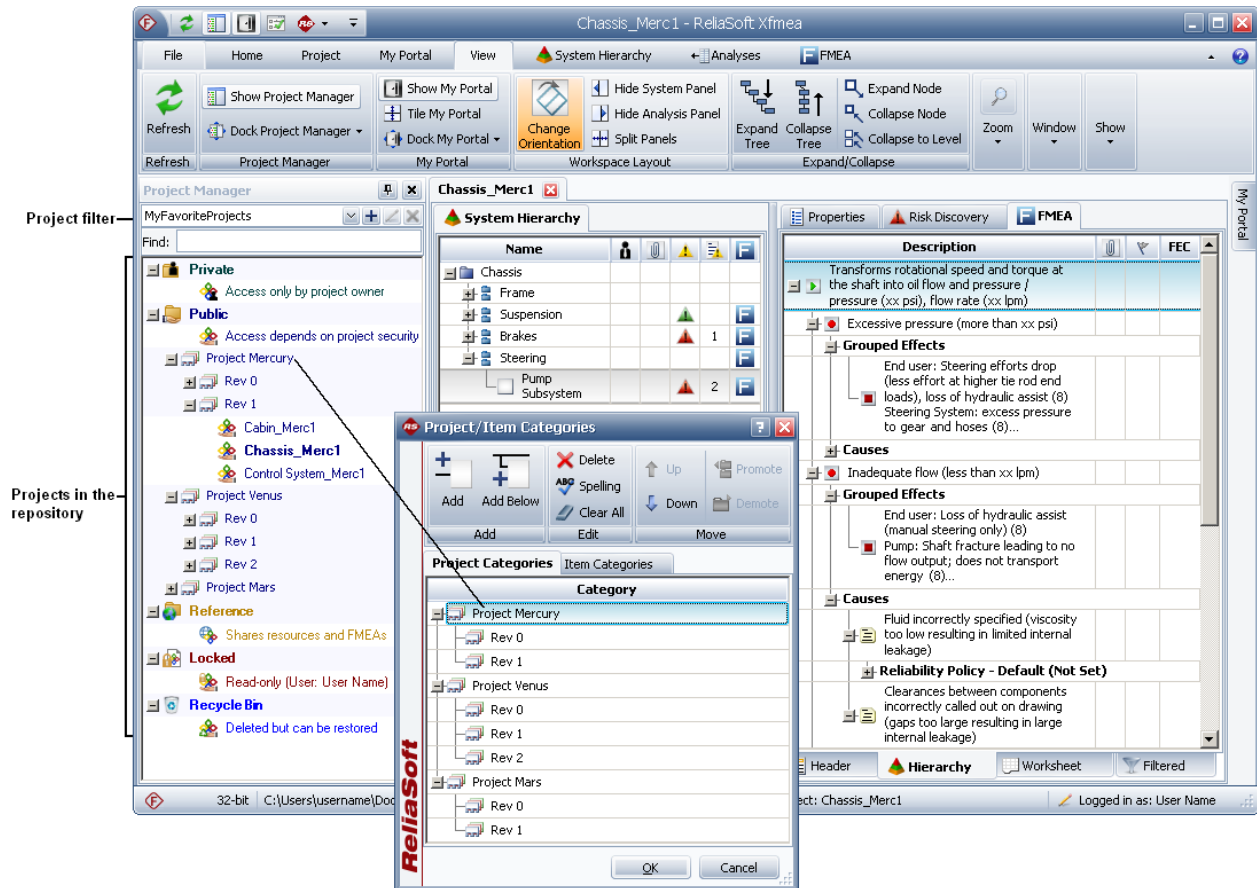 Chassis_Merc1 - ReliaSoft Xfmea
File Home Project My Portal View System Hierarchy Analyses FMEA
Refresh
Show Project Manager
Dock Project Manager
Show My Portal
Tile My Portal
Dock My Portal
Change Orientation
Hide System Panel
Hide Analysis Panel
Split Panels
Expand Tree
Collapse Tree
Expand Node
Collapse Node
Collapse to Level
Zoom
Window
Show
Refresh Project Manager My Portal Workspace Layout Expand/Collapse
Project Manager
Project filter
MyFavoriteProjects
Find:
Projects in the
repository
Private
Access only by project owner
Public
Access depends on project security
Project Mercury
Rev 0
Rev 1
Cabin_Merc1
Chassis_Merc1
Control System_Merc1
Project Venus
Rev 0
Rev 1
Rev 2
Project Mars
Reference
Shares resources and FMEAs
Locked
Read-only (User: User Name)
Recycle Bin
Deleted but can be restored
Chassis_Merc1
System Hierarchy
Name F
Chassis
Frame
Suspension F
Brakes 1 F
Steering F
Pump
Subsystem 2 F
Properties Risk Discovery FMEA
My Portal
Description FEC
Transforms rotational speed and torque at
the shaft into oil flow and pressure /
pressure (xx psi), flow rate (xx lpm)
Excessive pressure (more than xx psi)
Grouped Effects
End user: Steering efforts drop
(less effort at higher tie rod end
loads), loss of hydraulic assist (8)
Steering System: excess pressure
to gear and hoses (8)...
Causes
Inadequate flow (less than xx lpm)
Grouped Effects
End user: Loss of hydraulic assist
(manual steering only) (8)
Pump: Shaft fracture leading to no
flow output; does not transport
energy (8)...
Causes
Fluid incorrectly specified (viscosity
too low resulting in limited internal
leakage)
Reliability Policy - Default (Not Set)
Clearances between components
incorrectly called out on drawing
(gaps too large resulting in large
internal leakage)
Header Hierarchy Worksheet Filtered
Project/Item Categories
Add
Add Below
Delete
Spelling
Clear All
Up
Down
Promote
Demote
Add Edit Move
Project Categories Item Categories
Category
Project Mercury
Rev 0
Rev 1
Project Venus
Rev 0
Rev 1
Rev 2
Project Mars
Rev 0
Rev 1
OK Cancel
ReliaSoft
32-bit C:\Users\username\Doc
ect: Chassis_Merc1 Logged in as: User Name